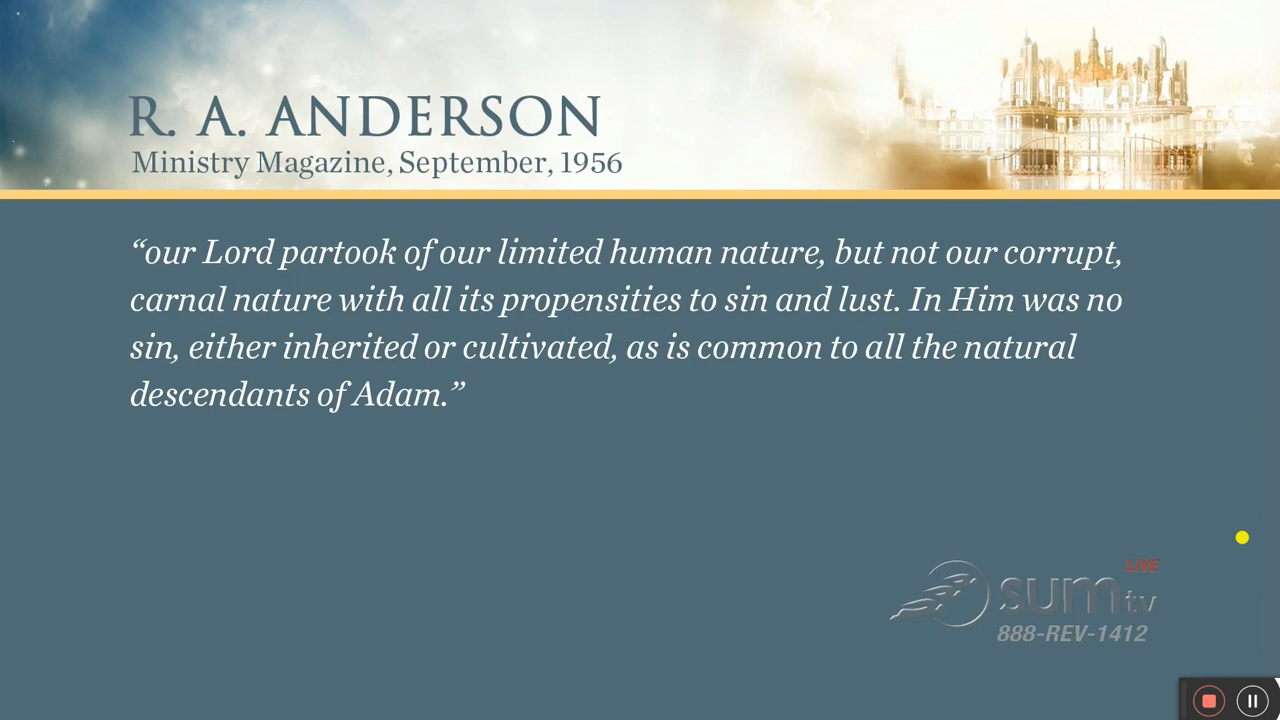 R. A. ANDERSON
Ministry Magazine, September, 1956
“our Lord partook of our limited human nature, but not our corrupt,
carnal nature with all its propensities to sin and lust. In Him was no
sin, either inherited or cultivated, as is common to all the natural
descendants of Adam.”
LIVE
sumtv
888-REV-1412